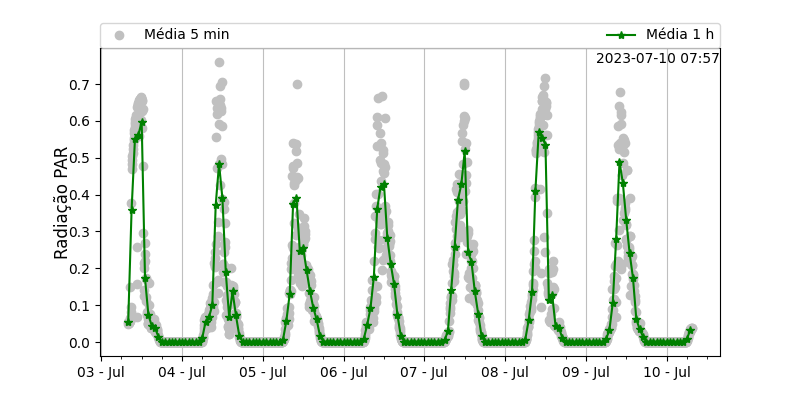 Média 5 min
Média 1 h
2023-07-10 07:57
Radiação PAR
0.7
0.6
0.5
0.4
0.3
0.2
0.1
0.0
03 - Jul
04 - Jul
05 - Jul
06 - Jul
07 - Jul
08 - Jul
09 - Jul
10 - Jul